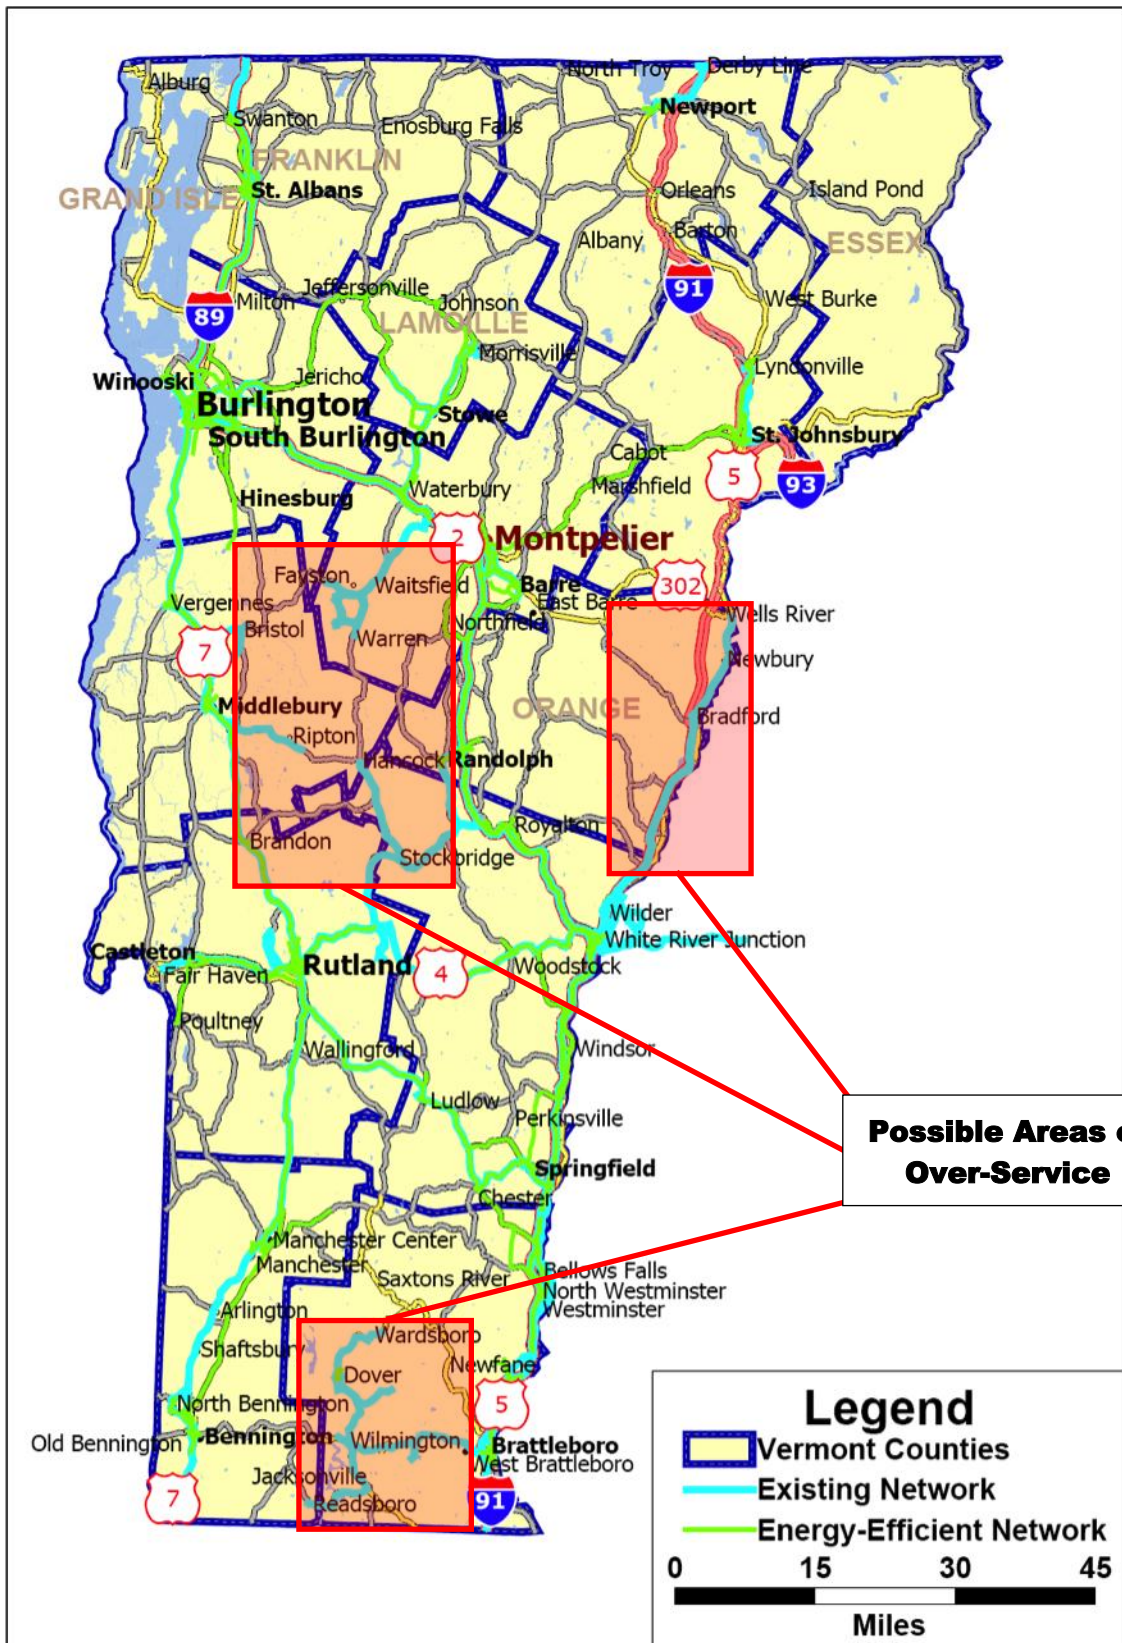 Alburg
North Troy
Derby Line
Newport
Swanton
Enosburg Falls
FRANKLIN
GRAND ISLE
St. Albans
Orleans
Island Pond
Barton
Albany
ESSEX
Jeffersonville
Milton
Johnson
91
West Burke
89
LAMOILLE
Morrisville
Lyndonville
Winooski
Jericho
Burlington
Stowe
South Burlington
St. Johnsbury
Cabot
5
93
Marshfield
Waterbury
Hinesburg
2
Montpelier
Fayston
Waitsfield
Barre
302
East Barre
Vergennes
Wells River
Northfield
Bristol
Warren
7
Newbury
Middlebury
ORANGE
Bradford
Ripton
Hancock
Randolph
Royalton
Brandon
Stockbridge
Wilder
White River Junction
Castleton
Rutland
Woodstock
Fair Haven
4
Poultney
Wallingford
Windsor
Ludlow
Perkinsville
Possible Areas
Over-Service
Springfield
Chester
Manchester Center
Manchester
Bellows Falls
Saxtons River
North Westminster
Westminster
Arlington
Wardsboro
Shaftsbury
Newfane
Dover
North Bennington
5
Old Bennington
Bennington
Wilmington
Brattleboro
West Brattleboro
Jacksonville
7
Readsboro
91
Legend
Vermont Counties
Existing Network
Energy-Efficient Network
0 15 30 45
Miles